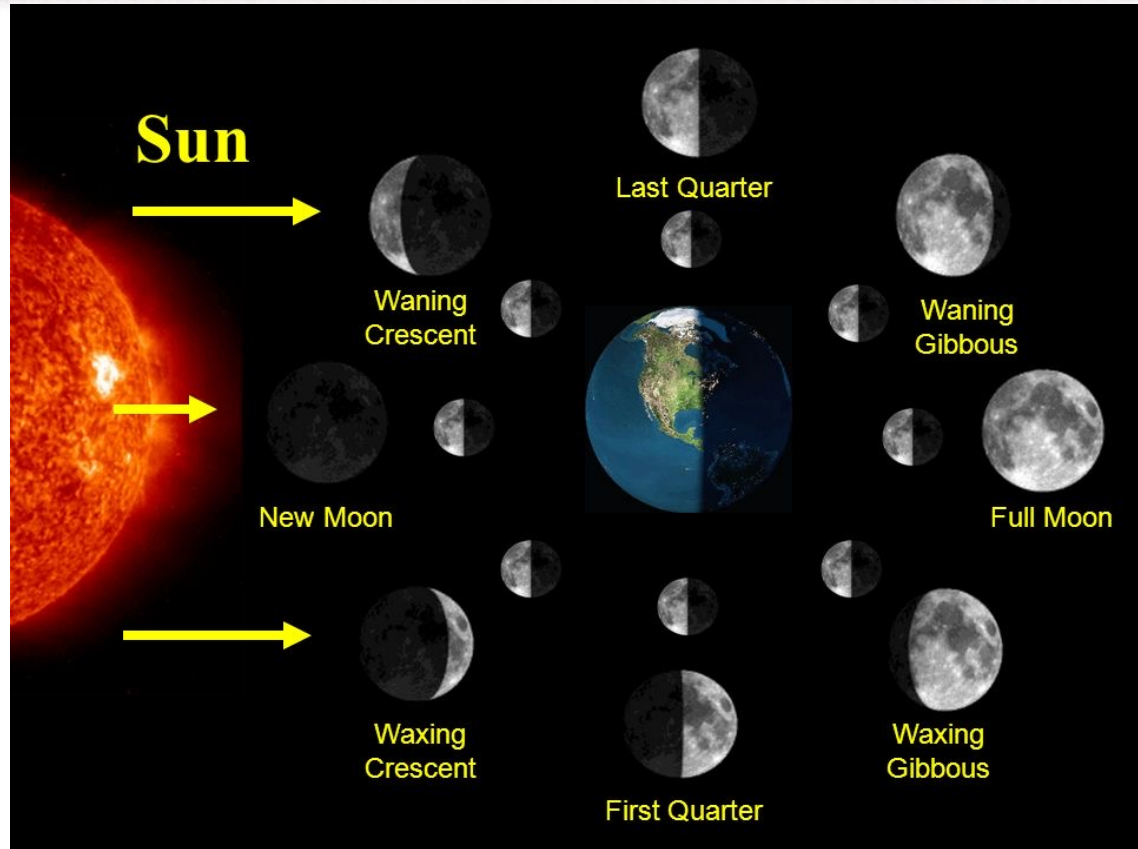 Sun
Last Quarter
Waning
Crescent
Waning
Gibbous
New Moon
Full Moon
Waxing
Crescent
Waxing
Gibbous
First Quarter